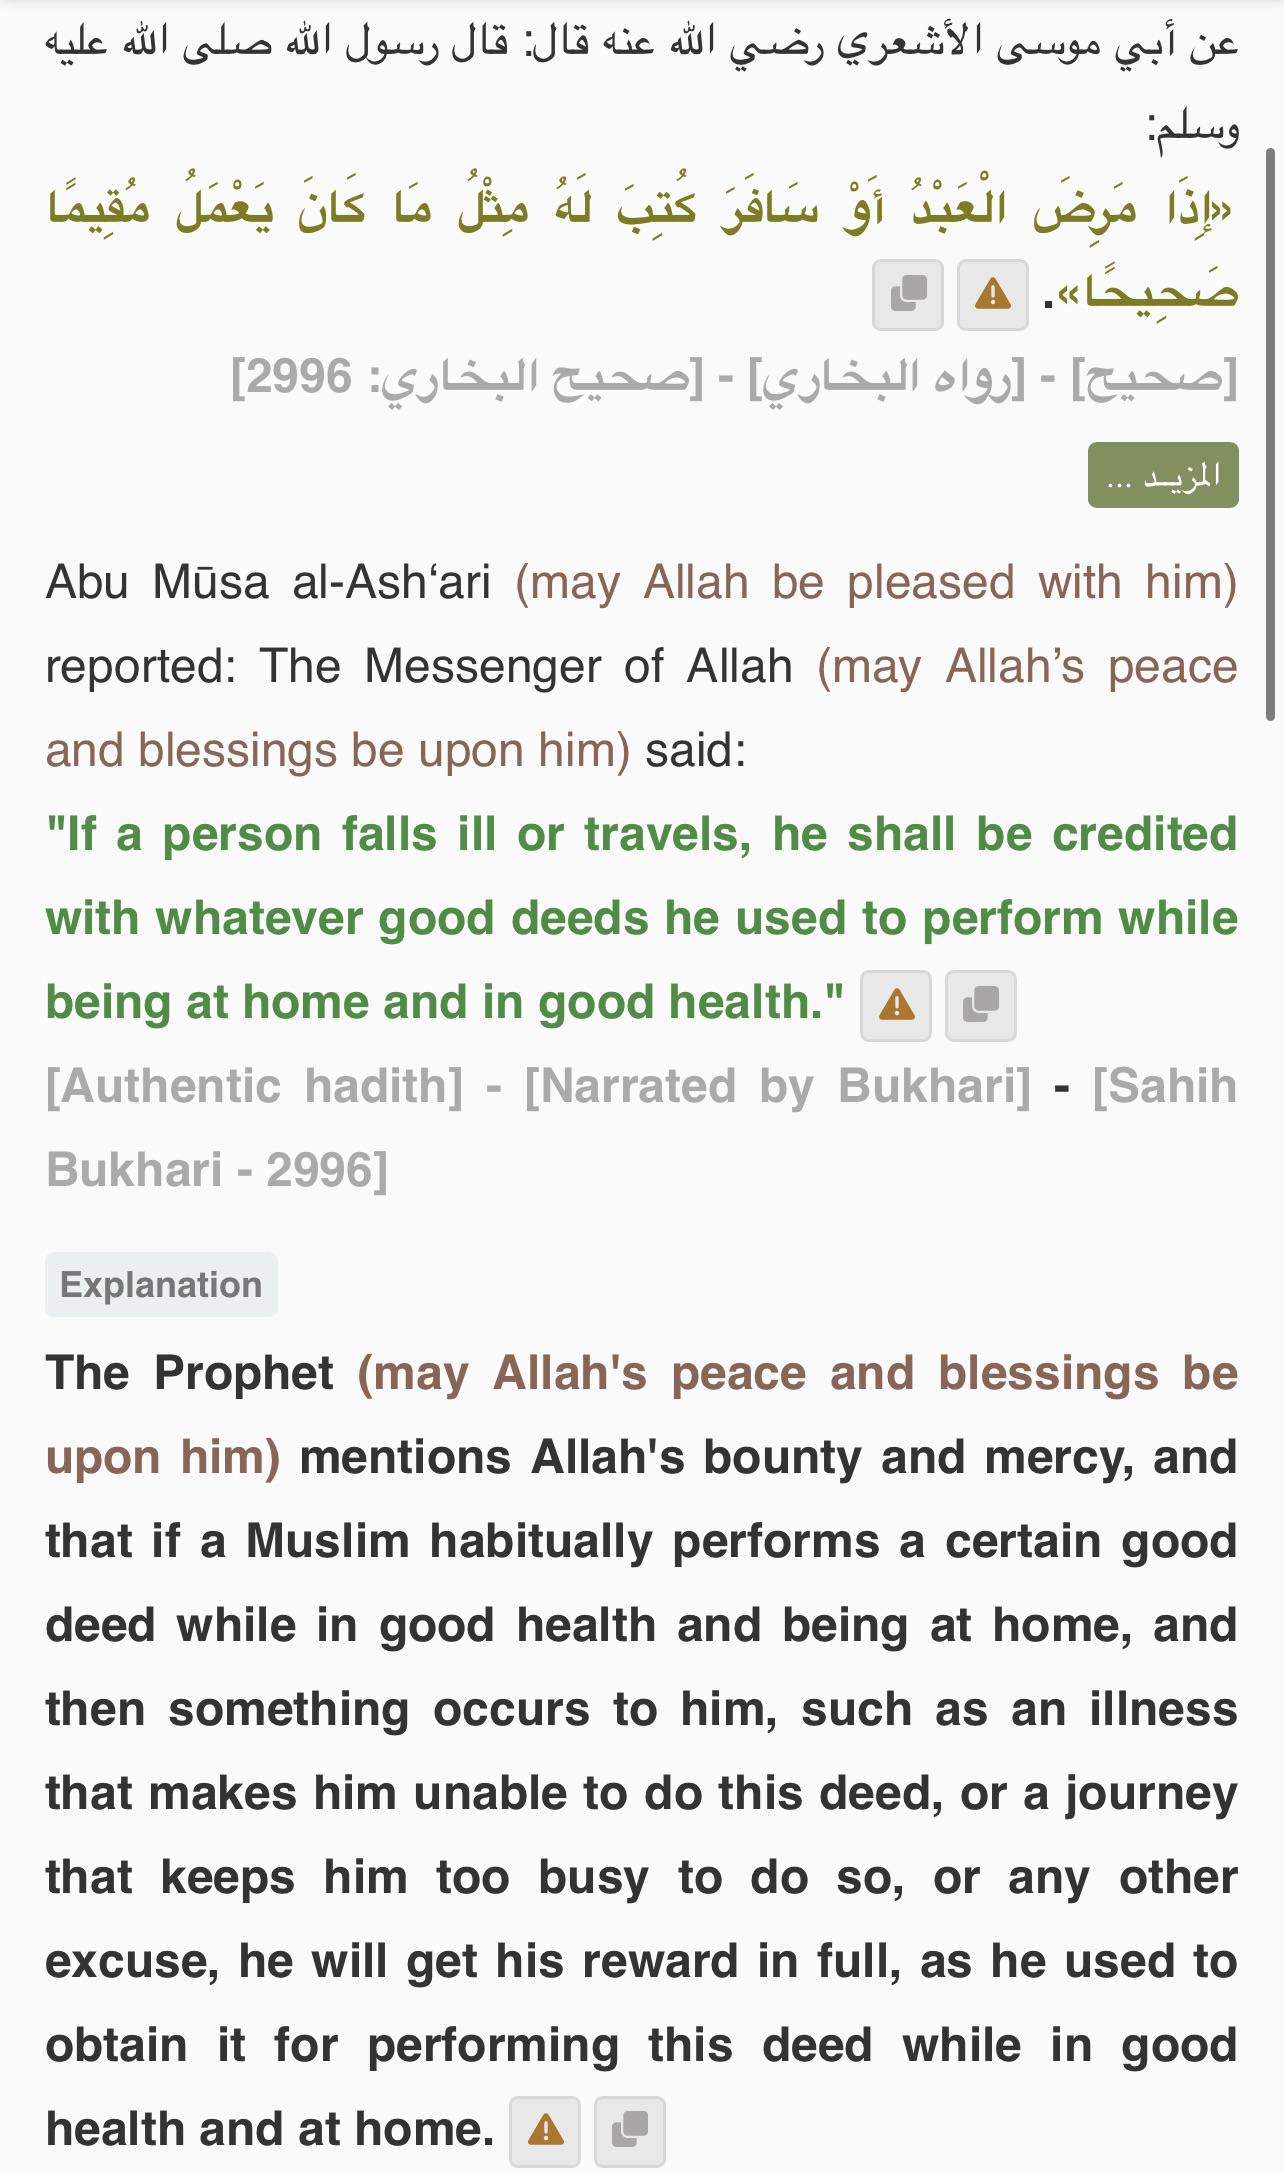 عن أبي موسى الأشعري رضي الله عنه قال: قال رسول الله صلى الله عليه
وسلم:
«إِذَا مَرِضَ الْعَبْدُ أَوْ سَافَرَ كُتِبَ لَهُ مِثْلُ مَا كَانَ يَعْمَلُ مُقِيمًا
صَحِيحًا».
[صحيح] - [رواه البخاري] - [صحيح البخاري: 2996]
المزيــد ...
Abu Mūsa al-Ash‘ari (may Allah be pleased with him)
reported: The Messenger of Allah (may Allah’s peace
and blessings be upon him) said:
"If a person falls ill or travels, he shall be credited
with whatever good deeds he used to perform while
being at home and in good health."
[Authentic hadith] - [Narrated by Bukhari] - [Sahih
Bukhari - 2996]
Explanation
The Prophet (may Allah's peace and blessings be
upon him) mentions Allah's bounty and mercy, and
that if a Muslim habitually performs a certain good
deed while in good health and being at home, and
then something occurs to him, such as an illness
that makes him unable to do this deed, or a journey
that keeps him too busy to do so, or any other
excuse, he will get his reward in full, as he used to
obtain it for performing this deed while in good
health and at home.